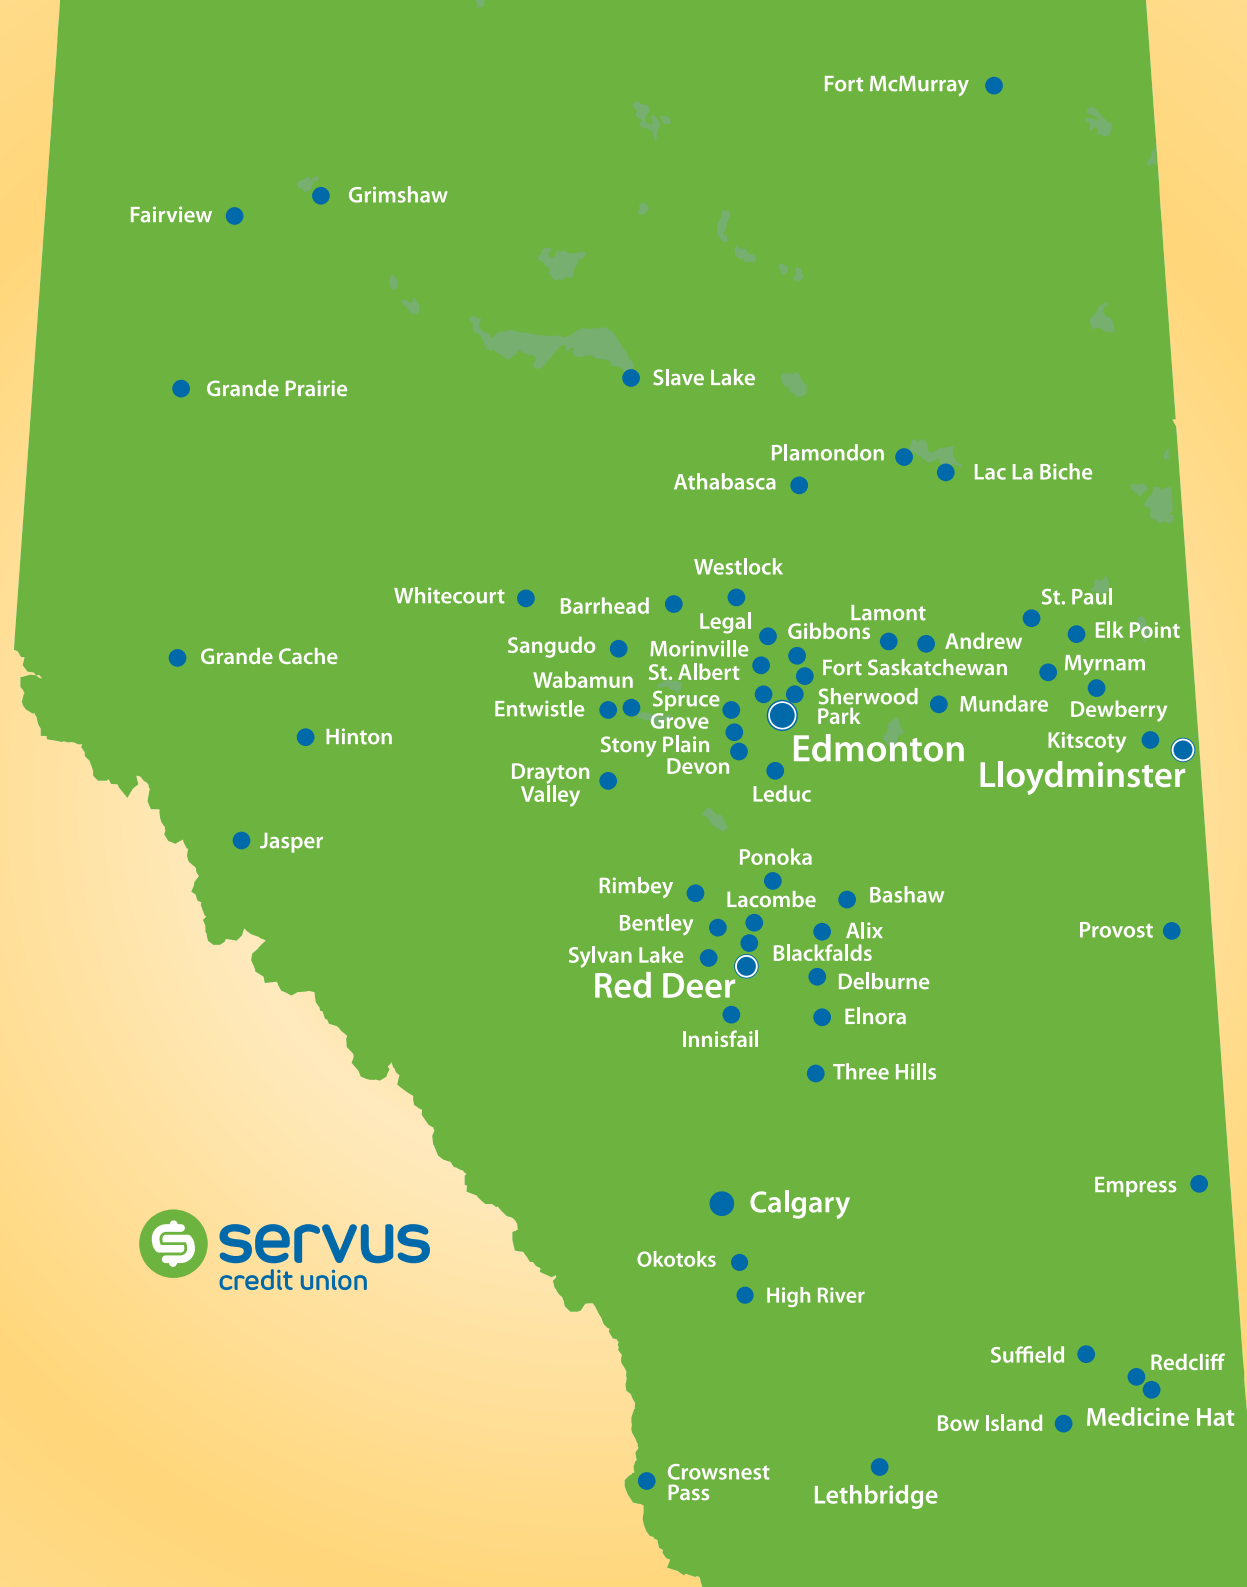 Fort McMurray
Grimshaw
Fairview
Slave Lake
Grande Prairie
Plamondon
Lac La Biche
Athabasca
Westlock
Whitecourt
Barrhead
St. Paul
Lamont
Legal
Gibbons
Elk Point
Andrew
Sangudo
Morinville
Grande Cache
Myrnam
St. Albert
Fort Saskatchewan
Wabamun
Spruce
Grove
Sherwood
Park
Entwistle
Mundare
Dewberry
Hinton
Stony Plain
Edmonton
Kitscoty
Devon
Drayton
Valley
Lloydminster
Leduc
Jasper
Ponoka
Rimbey
Lacombe
Bashaw
Bentley
Alix
Provost
Sylvan Lake
Blackfalds
Red Deer
Delburne
Elnora
Innisfail
Three Hills
Empress
Calgary
servus
credit union
Okotoks
High River
Suffield
Redcliff
Medicine Hat
Bow Island
Crowsnest
Pass
Lethbridge